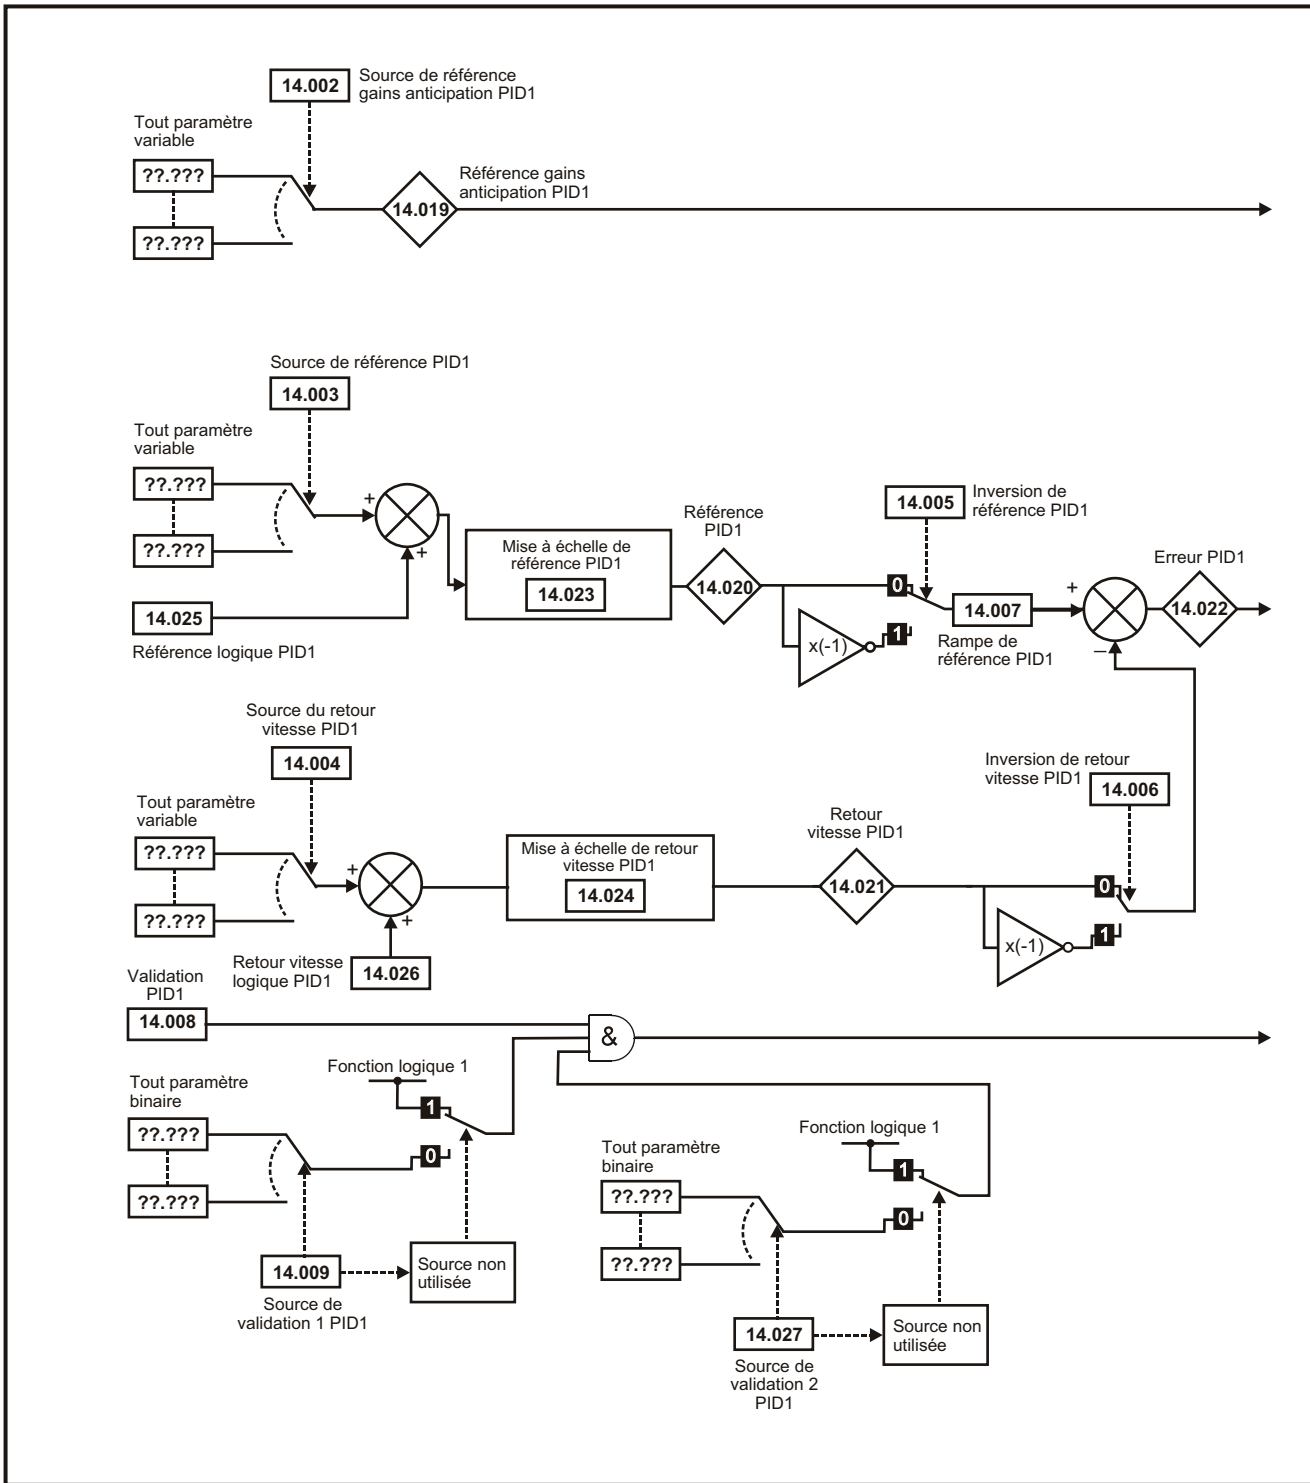 14.002
Source de référence
gains anticipation PID1
Tout paramètre
variable
??.???
??.???
Référence gains
anticipation PID1
14.019
Source de référence PID1
14.003
Tout paramètre
variable
??.???
??.???
+
+
14.025
Référence logique PID1
Mise à échelle de
référence PID1
14.023
Référence
PID1
14.020
14.005
Inversion de
référence PID1
0
1
x(-1)
14.007
Rampe de
référence PID1
+
–
Erreur PID1
14.022
Source du retour
vitesse PID1
14.004
Tout paramètre
variable
??.???
??.???
+
+
Retour vitesse
logique PID1
14.026
Mise à échelle de retour
vitesse PID1
14.024
Retour
vitesse PID1
14.021
Inversion de retour
vitesse PID1
14.006
0
1
x(-1)
Validation
PID1
14.008
&
Tout paramètre
binaire
??.???
??.???
Fonction logique 1
1
0
14.009
Source de
validation 1 PID1
Source non
utilisée
Tout paramètre
binaire
??.???
??.???
Fonction logique 1
1
0
14.027
Source de
validation 2
PID1
Source non
utilisée